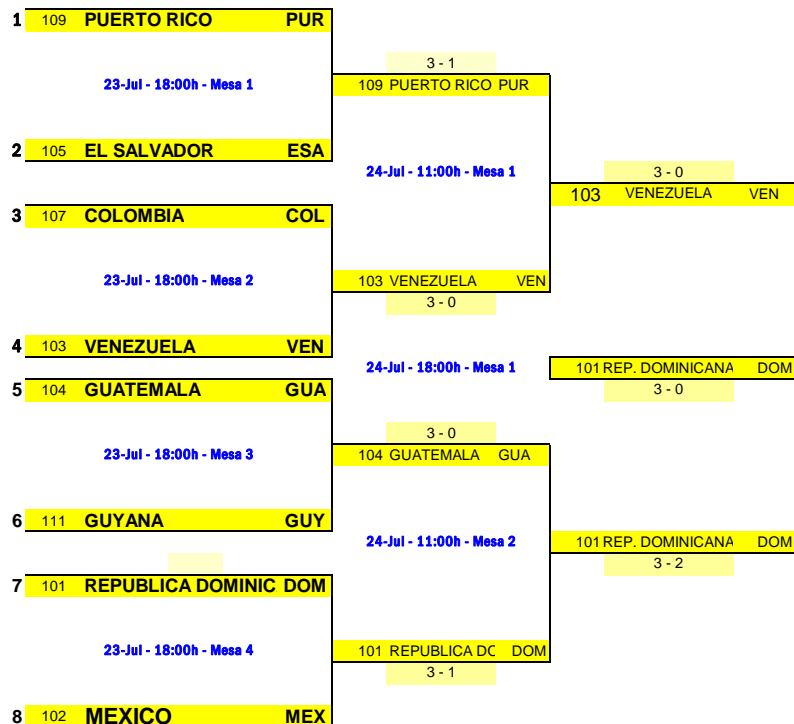 1 109 PUERTO RICO PUR
3 - 1
23-Jul - 18:00h - Mesa 1
109 PUERTO RICO PUR
2 105 EL SALVADOR ESA
24-Jul - 11:00h - Mesa 1
3 - 0
103 VENEZUELA VEN
3 107 COLOMBIA COL
23-Jul - 18:00h - Mesa 2
103 VENEZUELA VEN
3 - 0
4 103 VENEZUELA VEN
24-Jul - 18:00h - Mesa 1
101 REP. DOMINICANA DOM
5 104 GUATEMALA GUA
3 - 0
3 - 0
23-Jul - 18:00h - Mesa 3
104 GUATEMALA GUA
6 111 GUYANA GUY
24-Jul - 11:00h - Mesa 2
101 REP. DOMINICANA DOM
3 - 2
7 101 REPUBLICA DOMINIC DOM
23-Jul - 18:00h - Mesa 4
101 REPUBLICA DC DOM
3 - 1
8 102 MEXICO MEX